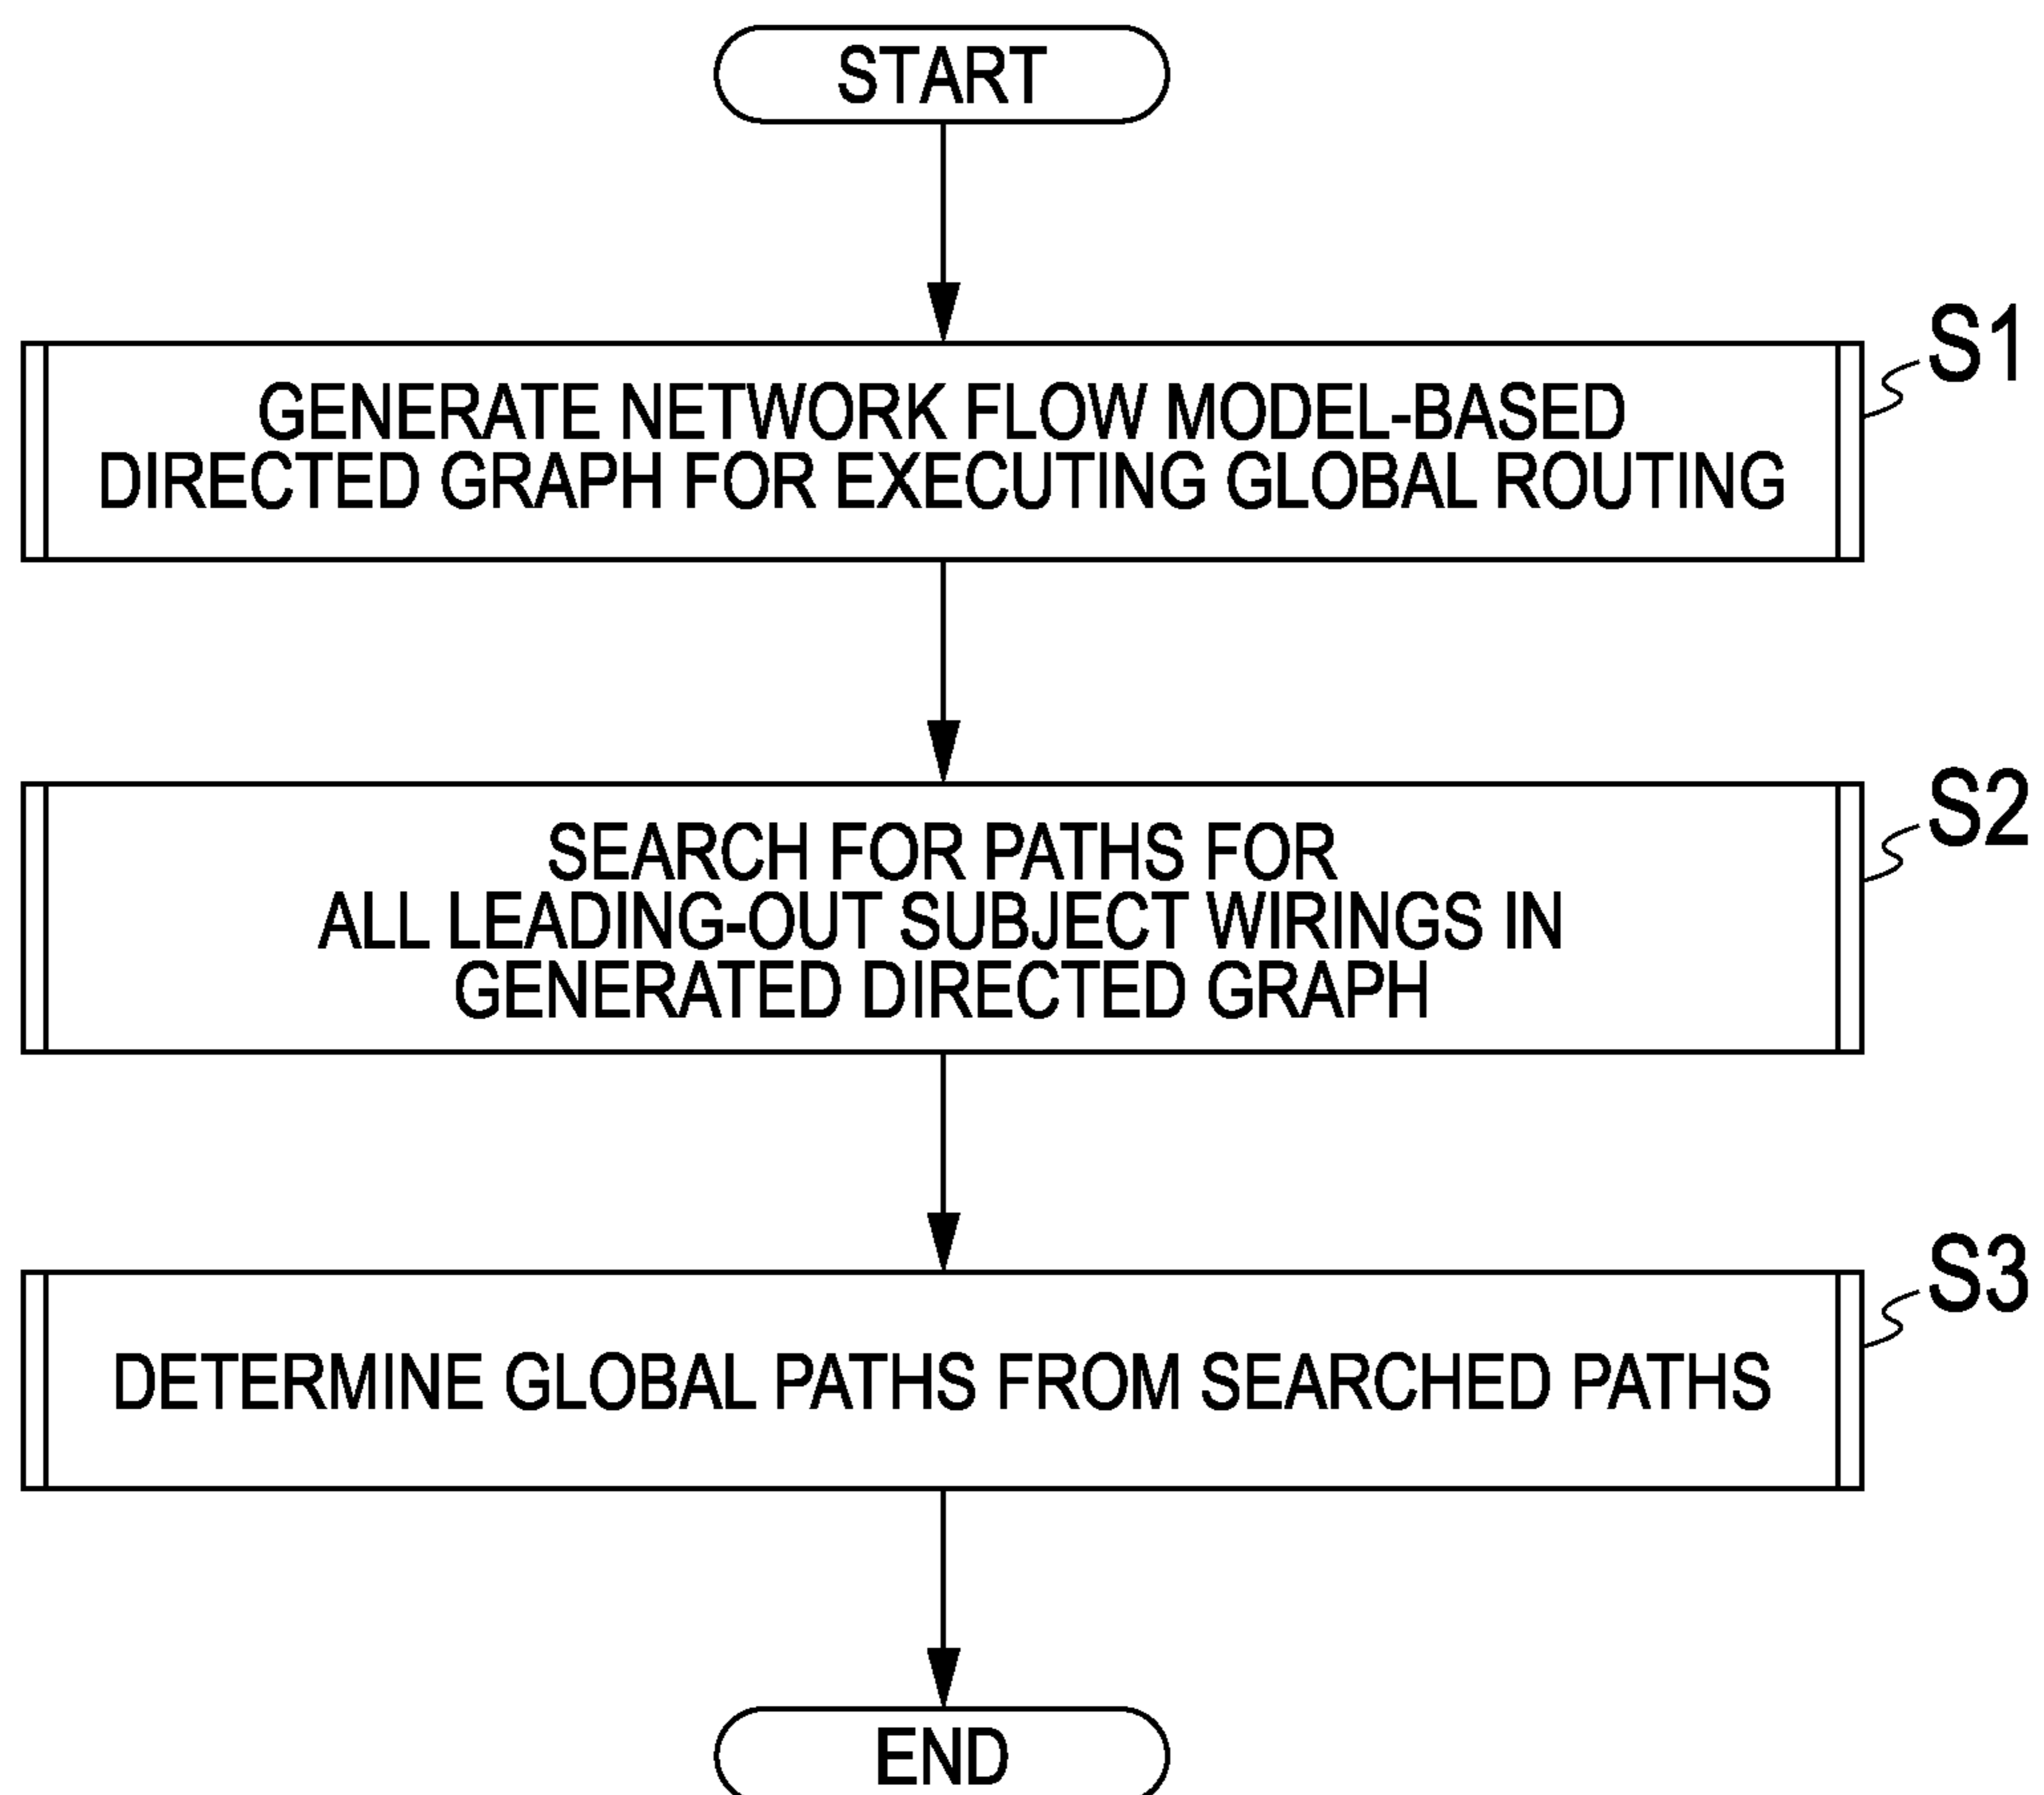 START
S1
GENERATE NETWORK FLOW MODEL-BASED
DIRECTED GRAPH FOR EXECUTING GLOBAL ROUTING
S2
SEARCH FOR PATHS FOR
ALL LEADING-OUT SUBJECT WIRINGS IN
GENERATED DIRECTED GRAPH
S3
DETERMINE GLOBAL PATHS FROM SEARCHED PATHS
END